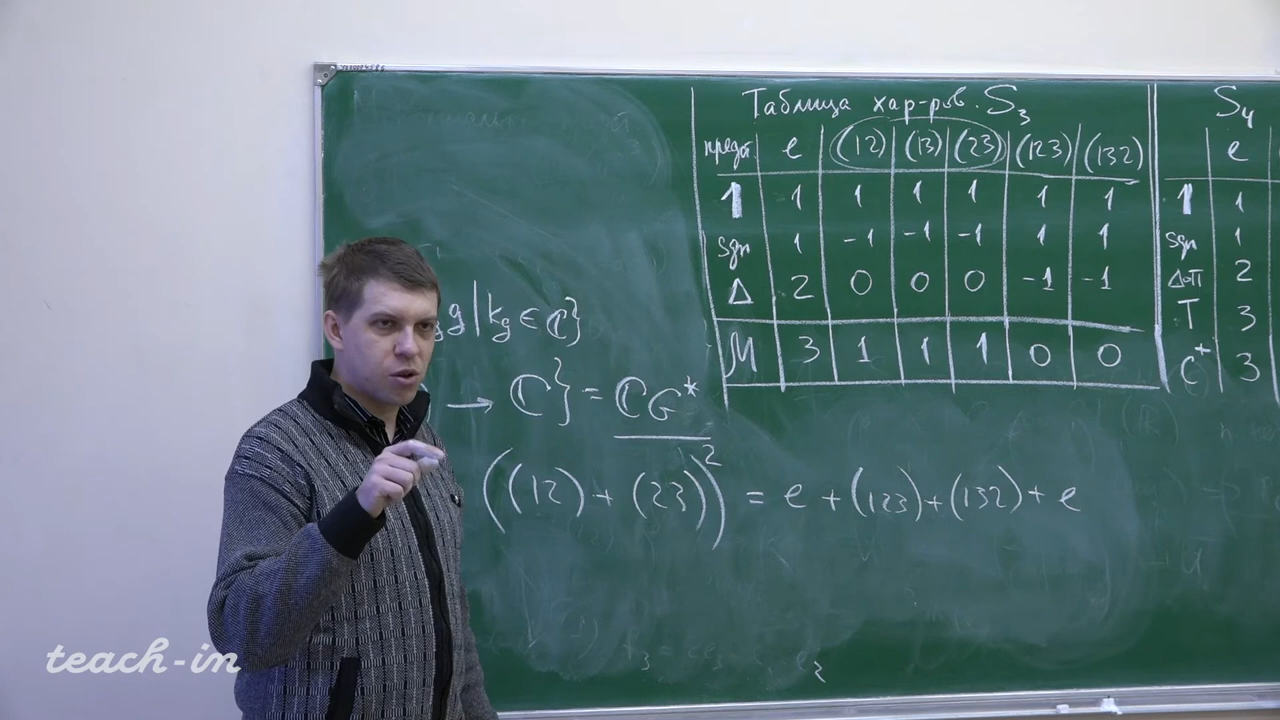 Таблица хар-ров. S₃
предст e (12) (13) (23) (123) (132)
1 1 1 1 1 1 1
sgn 1 -1 -1 -1 1 1
Δ 2 0 0 0 -1 -1
M 3 1 1 1 0 0
S₄
e
1 1
sgn 1
2
T 3
C⁺ 3
g | k_g ∈ ℂ}
→ ℂ} = ℂG*
((12) + (23))² = e + (123) + (132) + e
teach-in